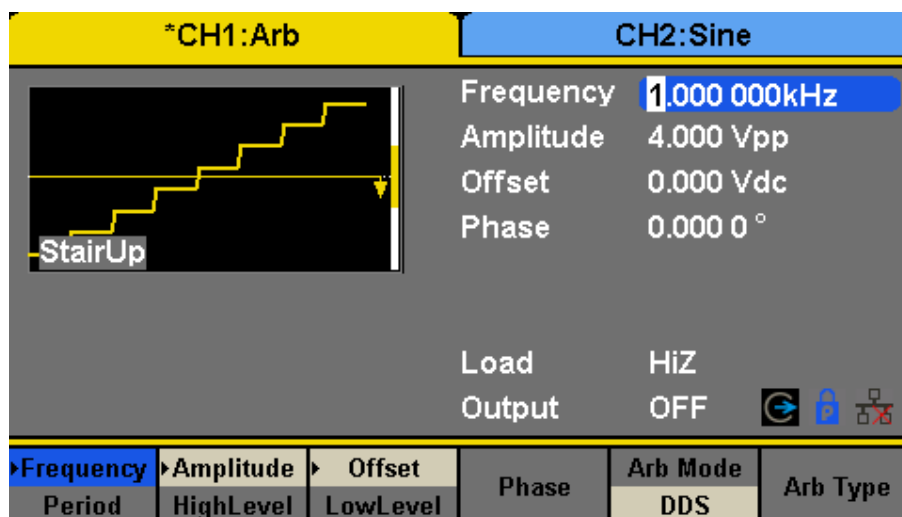 *CH1:Arb
CH2:Sine
StairUp
Frequency 1.000 000kHz
Amplitude 4.000 Vpp
Offset 0.000 Vdc
Phase 0.000 0 °
Load HiZ
Output OFF
P
Frequency Amplitude Offset Phase Arb Mode Arb Type
Period HighLevel LowLevel DDS